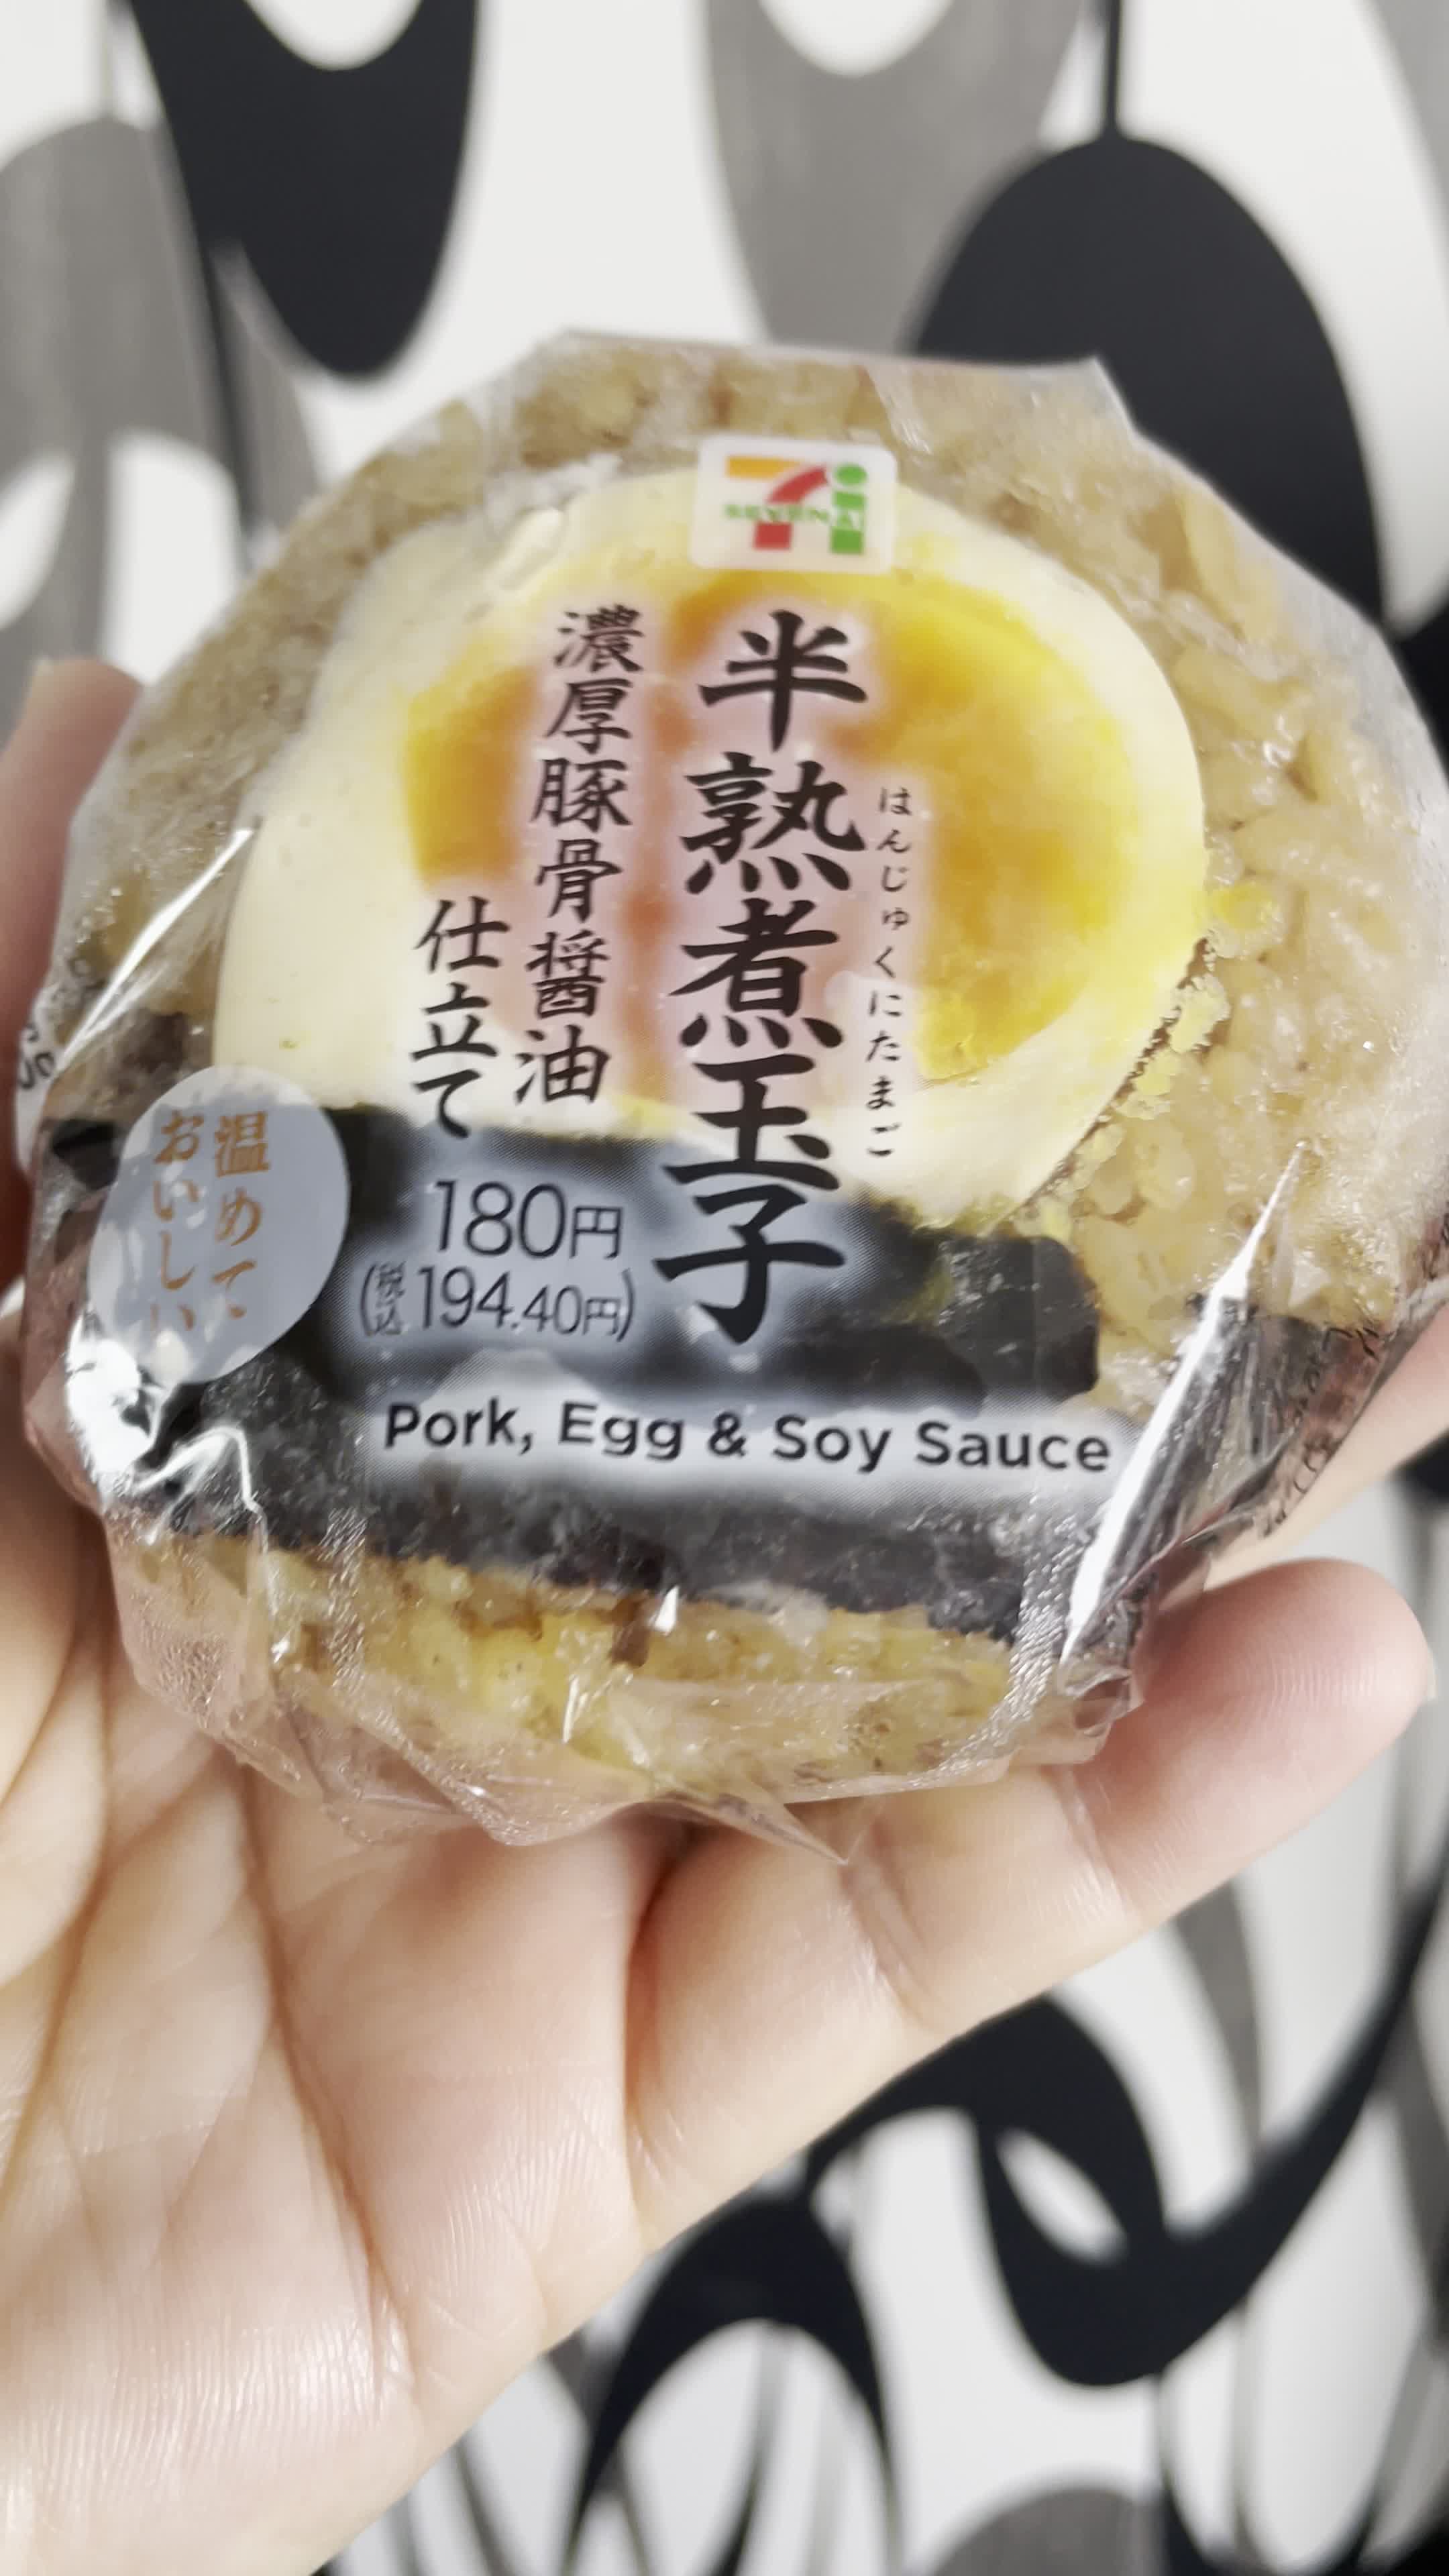 SEVEN & i
半熟煮玉子
はんじゅくにたまご
濃厚豚骨醤油
仕立て
180円
(税込194.40円)
温めて、
おいしい
Pork, Egg & Soy Sauce